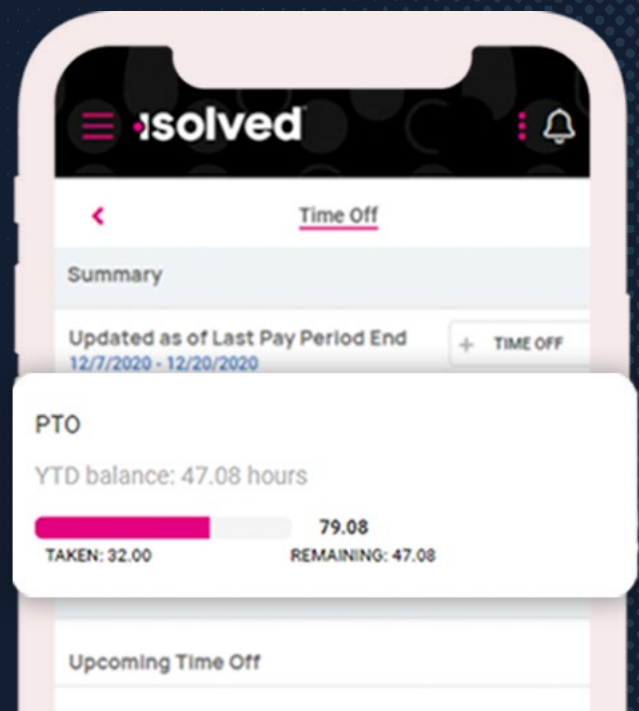 isolved
Time Off
Summary
Updated as of Last Pay Period End
12/7/2020 - 12/20/2020
+ TIME OFF
PTO
YTD balance: 47.08 hours
79.08
TAKEN: 32.00
REMAINING: 47.08
Upcoming Time Off